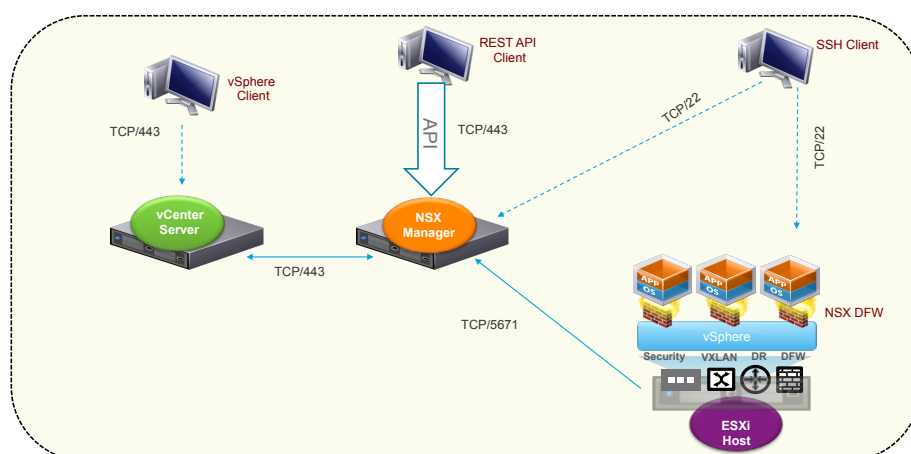 REST API
Client
SSH Client
vSphere
Client
TCP/443
API
TCP/443
TCP/22
TCP/22
vCenter
Server
NSX
Manager
TCP/443
TCP/5671
APP
OS
APP
OS
APP
OS
NSX DFW
vSphere
Security
VXLAN
DR
DFW
ESXi
Host